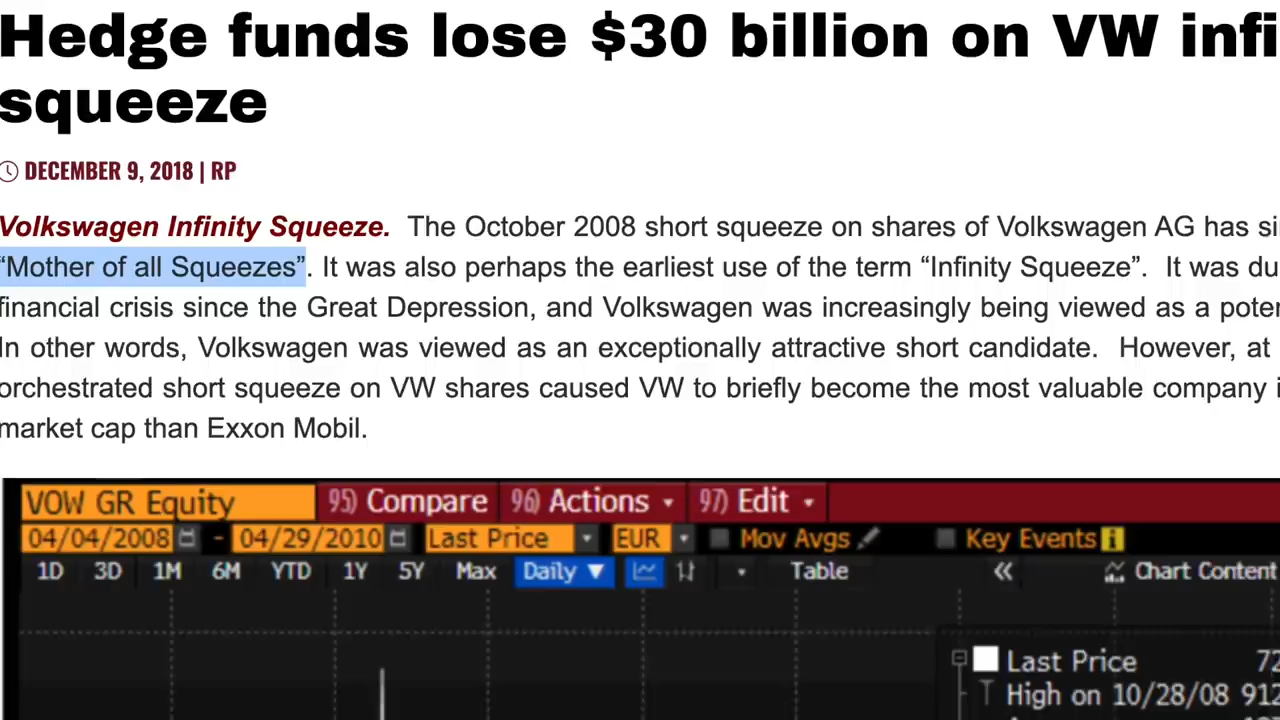 Hedge funds lose $30 billion on VW infi
squeeze
DECEMBER 9, 2018 | RP
Volkswagen Infinity Squeeze. The October 2008 short squeeze on shares of Volkswagen AG has si
“Mother of all Squeezes”. It was also perhaps the earliest use of the term “Infinity Squeeze”. It was du
financial crisis since the Great Depression, and Volkswagen was increasingly being viewed as a poter
In other words, Volkswagen was viewed as an exceptionally attractive short candidate. However, at
orchestrated short squeeze on VW shares caused VW to briefly become the most valuable company i
market cap than Exxon Mobil.
VOW GR Equity 95) Compare 96) Actions 97) Edit
04/04/2008 - 04/29/2010 Last Price EUR Mov Avgs Key Events
1D 3D 1M 6M YTD 1Y 5Y Max Daily ▼ Table « Chart Content
Last Price 72
High on 10/28/08 912